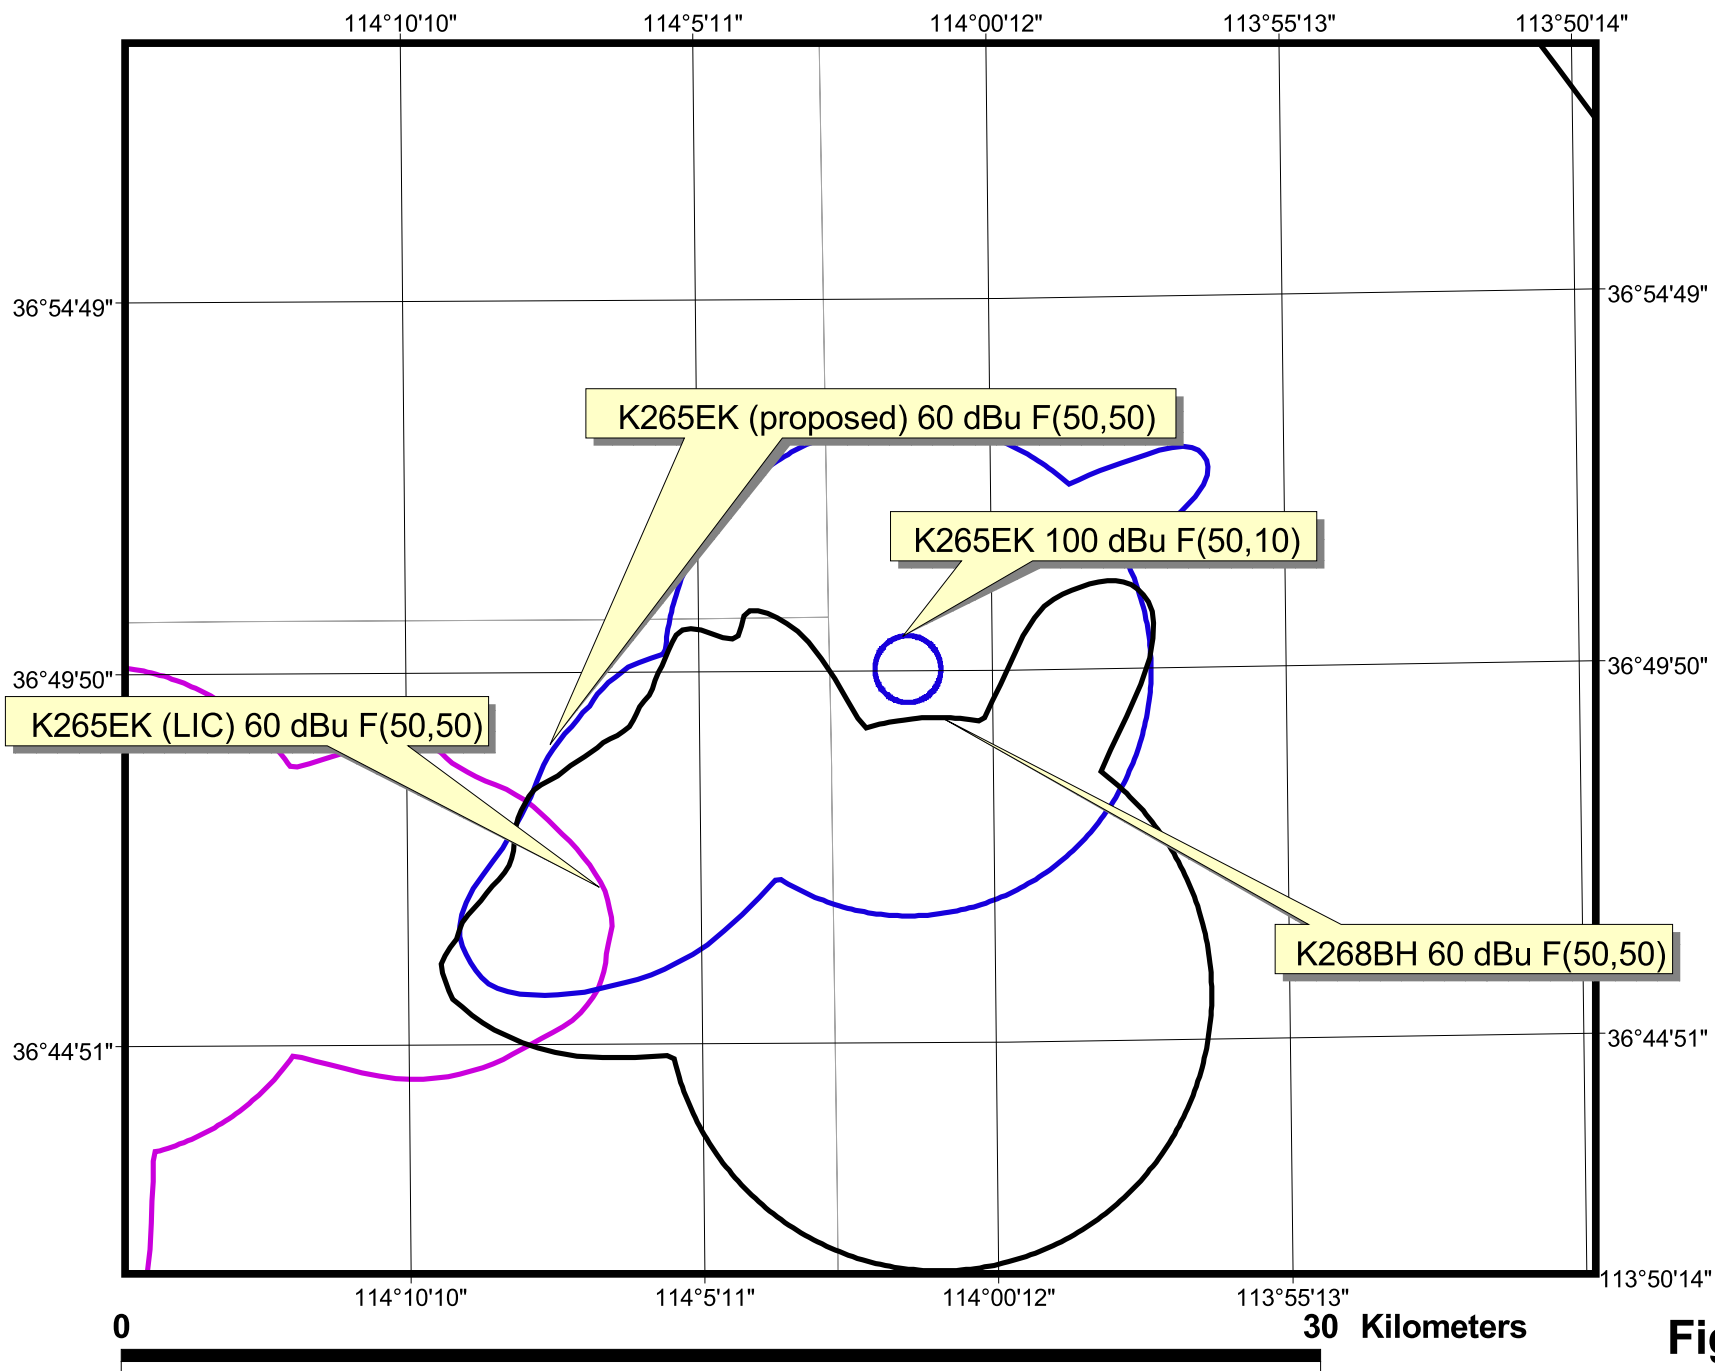 114°10'10" 114°5'11" 114°00'12" 113°55'13" 113°50'14"
36°54'49" 36°54'49"
K265EK (proposed) 60 dBu F(50,50)
K265EK 100 dBu F(50,10)
36°49'50" 36°49'50"
K265EK (LIC) 60 dBu F(50,50)
K268BH 60 dBu F(50,50)
36°44'51" 36°44'51"
113°50'14"
114°10'10" 114°5'11" 114°00'12" 113°55'13"
0 30 Kilometers